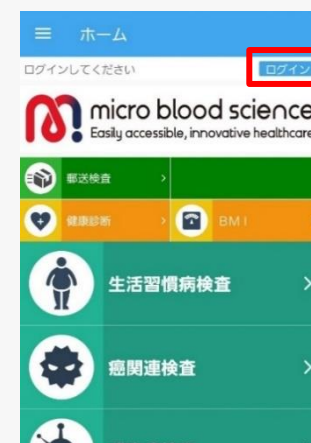 ホーム
ログインしてください
ログイン
micro blood science
Easily accessible, innovative healthcare
郵送検査
健康診断
BMI
生活習慣病検査
癌関連検査